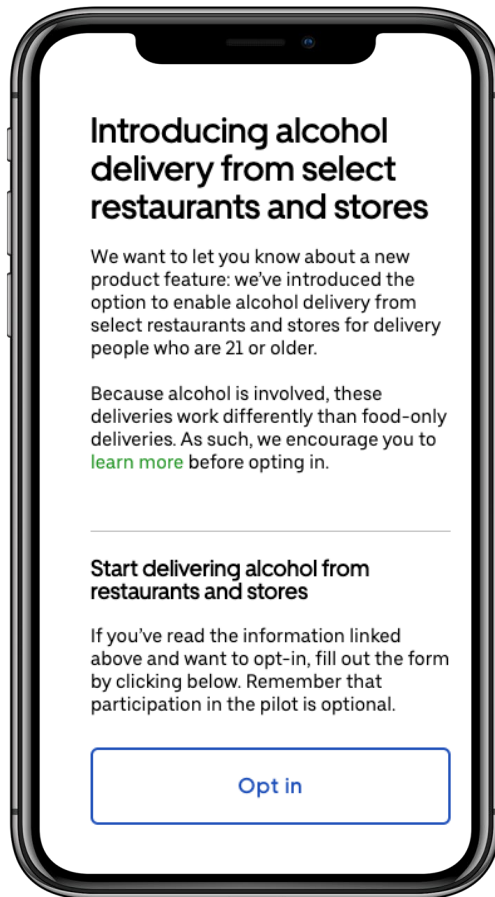 Introducing alcohol
delivery from select
restaurants and stores
We want to let you know about a new
product feature: we've introduced the
option to enable alcohol delivery from
select restaurants and stores for delivery
people who are 21 or older.
Because alcohol is involved, these
deliveries work differently than food-only
deliveries. As such, we encourage you to
learn more before opting in.
Start delivering alcohol from
restaurants and stores
If you've read the information linked
above and want to opt-in, fill out the form
by clicking below. Remember that
participation in the pilot is optional.
Opt in